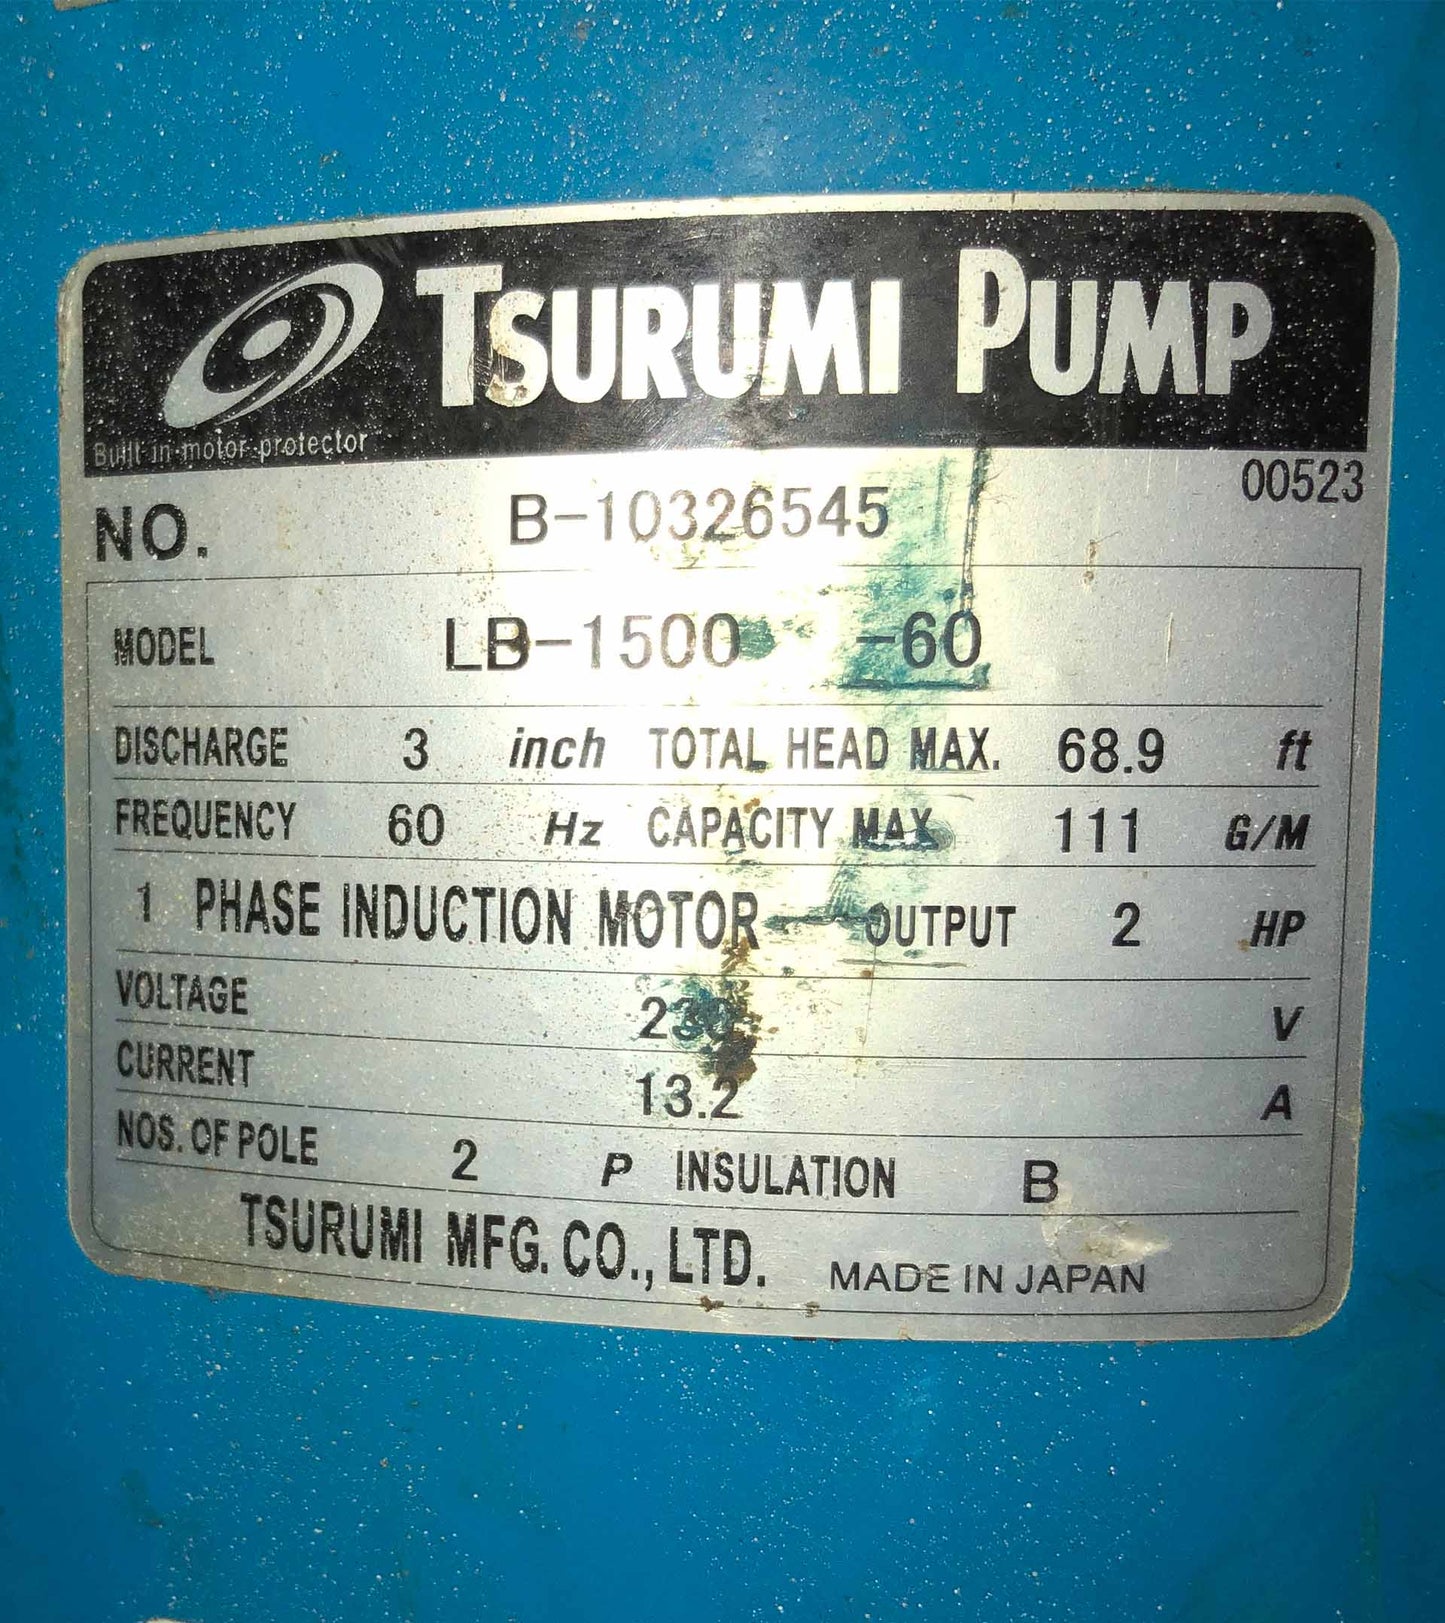 TSURUMI PUMP
Built in motor protector
00523
NO. B-10326545
MODEL LB-1500 -60
DISCHARGE 3 inch TOTAL HEAD MAX. 68.9 ft
FREQUENCY 60 Hz CAPACITY MAX. 111 G/M
1 PHASE INDUCTION MOTOR OUTPUT 2 HP
VOLTAGE 230 V
CURRENT 13.2 A
NOS. OF POLE 2 P INSULATION B
TSURUMI MFG. CO., LTD. MADE IN JAPAN